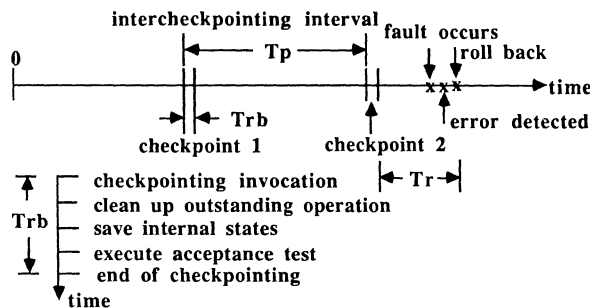 intercheckpointing interval
fault occurs
roll back
0
Tp
x x x
time
Trb
error detected
checkpoint 1
checkpoint 2
Tr
Trb
checkpointing invocation
clean up outstanding operation
save internal states
execute acceptance test
end of checkpointing
time